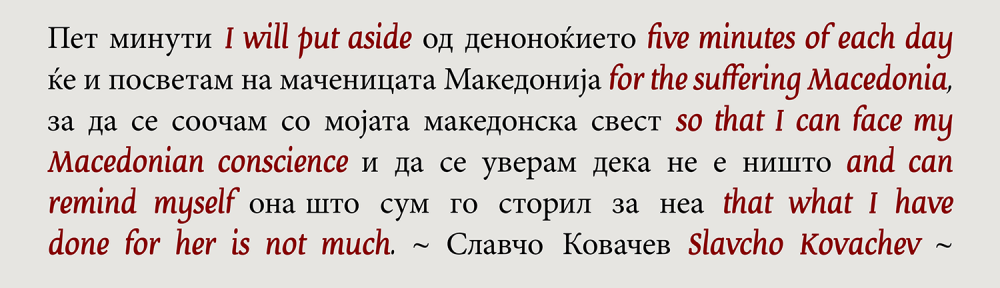 Пет минути I will put aside од деноноќието five minutes of each day
ќе и посветам на маченицата Македонија for the suffering Macedonia,
за да се соочам со мојата македонска свест so that I can face my
Macedonian conscience и да се уверам дека не е ништо and can
remind myself она што сум го сторил за неа that what I have
done for her is not much. ~ Славчо Ковачев Slavcho Kovachev ~